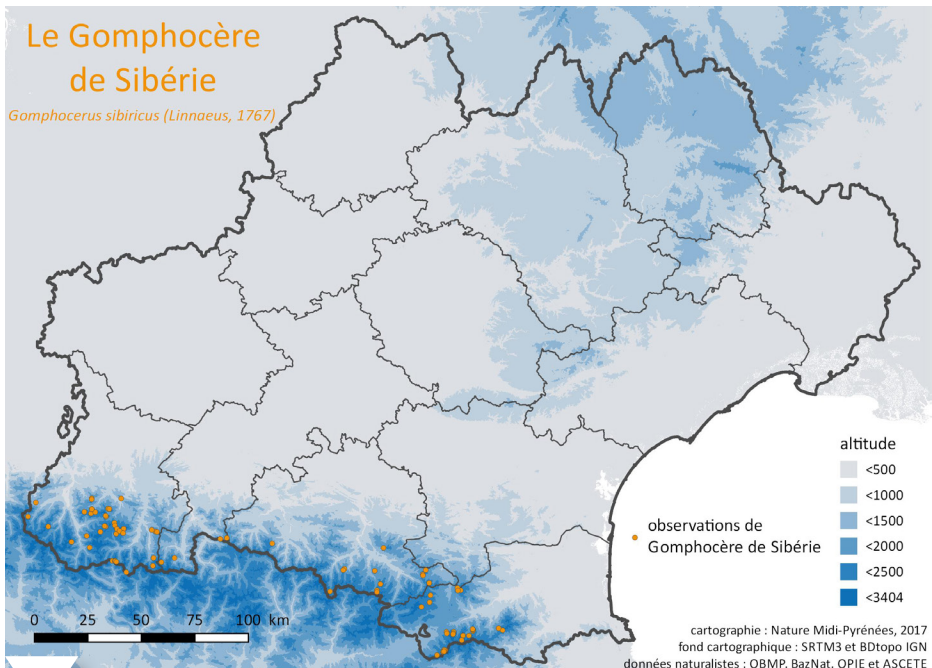 Le Gomphocère
de Sibérie
Gomphocerus sibiricus (Linnaeus, 1767)
altitude
<500
<1000
<1500
<2000
<2500
<3404
observations de
Gomphocère de Sibérie
0 25 50 75 100 km
cartographie : Nature Midi-Pyrénées, 2017
fond cartographique : SRTM3 et BDtopo IGN
données naturalistes : OBMP, BazNat, OPIE et ASCETE